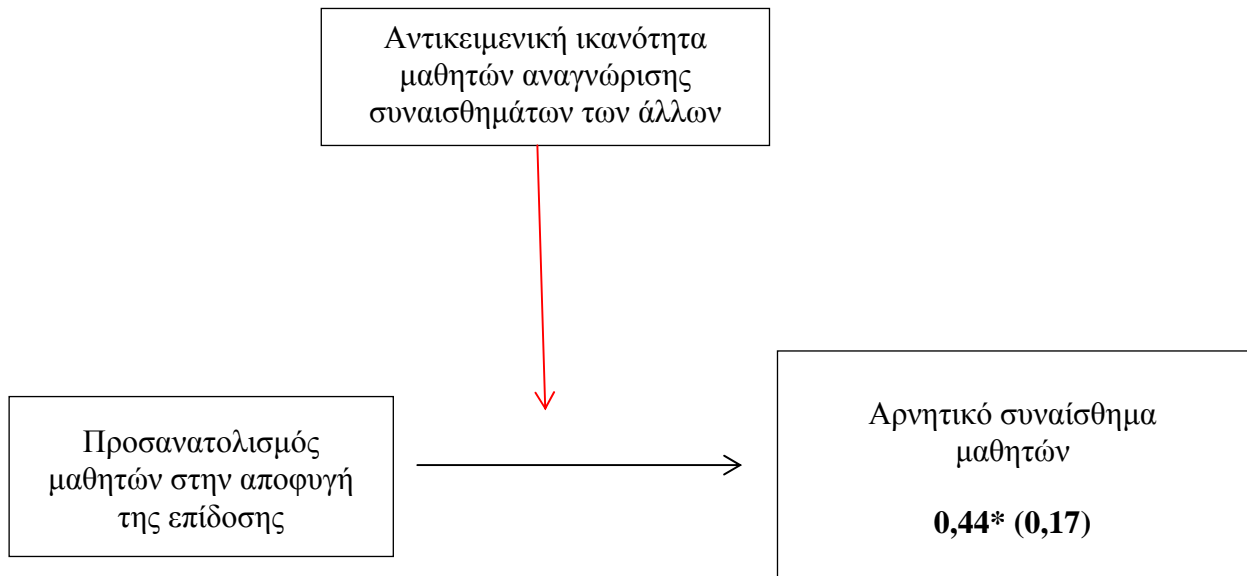 Αντικειμενική ικανότητα
μαθητών αναγνώρισης
συναισθημάτων των άλλων
Προσανατολισμός
μαθητών στην αποφυγή
της επίδοσης
Αρνητικό συναίσθημα
μαθητών
0,44* (0,17)